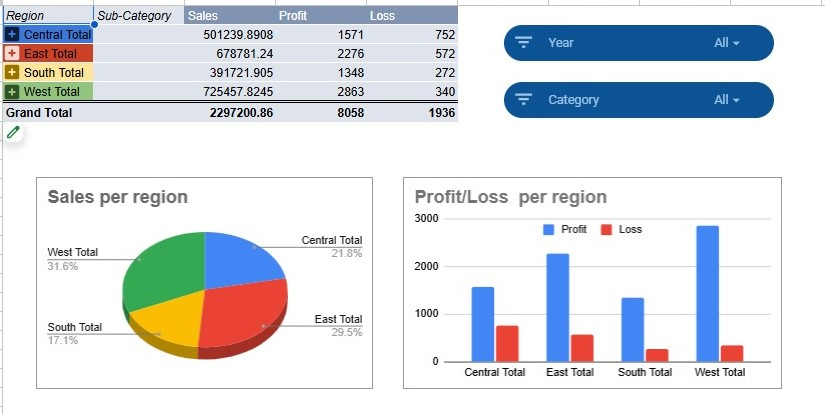 Region Sub-Category Sales Profit Loss
+ Central Total 501239.8908 1571 752
+ East Total 678781.24 2276 572
+ South Total 391721.905 1348 272
+ West Total 725457.8245 2863 340
Grand Total 2297200.86 8058 1936
Year All
Category All
Sales per region
Central Total
21.8%
West Total
31.6%
East Total
29.5%
South Total
17.1%
Profit/Loss per region
3000
Profit Loss
2000
1000
0
Central Total East Total South Total West Total